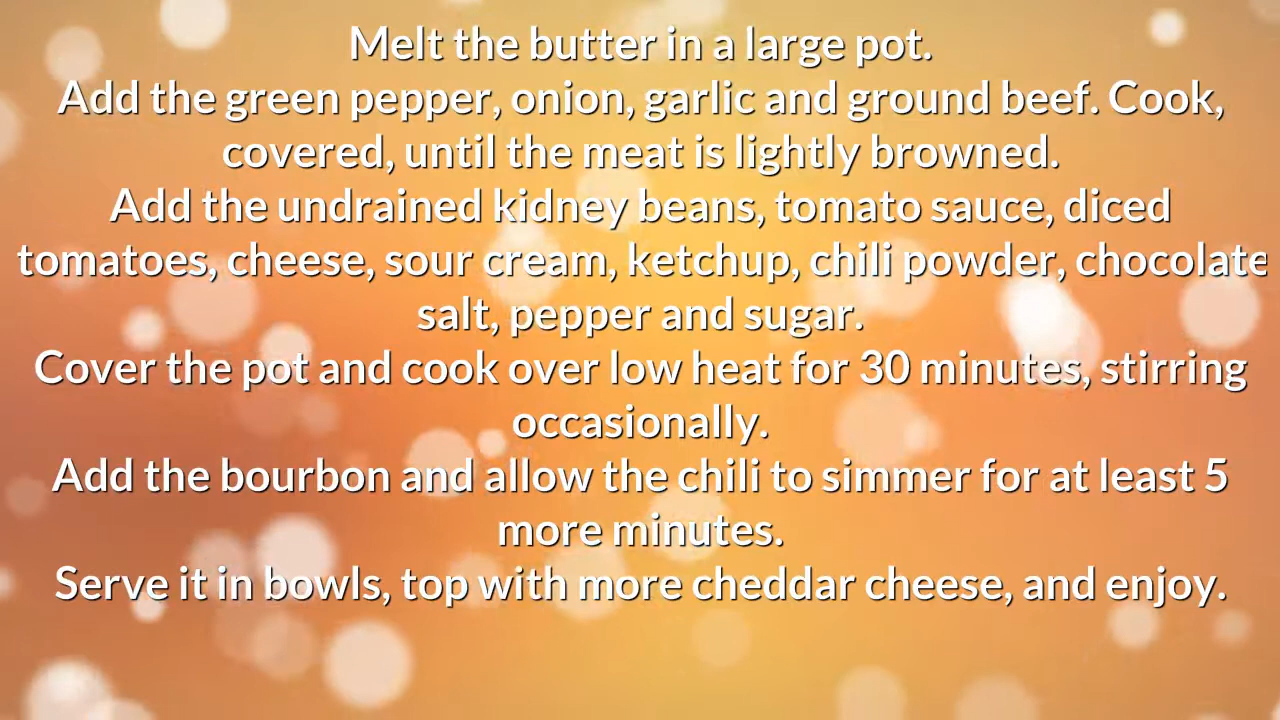 Melt the butter in a large pot.
Add the green pepper, onion, garlic and ground beef. Cook,
covered, until the meat is lightly browned.
Add the undrained kidney beans, tomato sauce, diced
tomatoes, cheese, sour cream, ketchup, chili powder, chocolate
salt, pepper and sugar.
Cover the pot and cook over low heat for 30 minutes, stirring
occasionally.
Add the bourbon and allow the chili to simmer for at least 5
more minutes.
Serve it in bowls, top with more cheddar cheese, and enjoy.